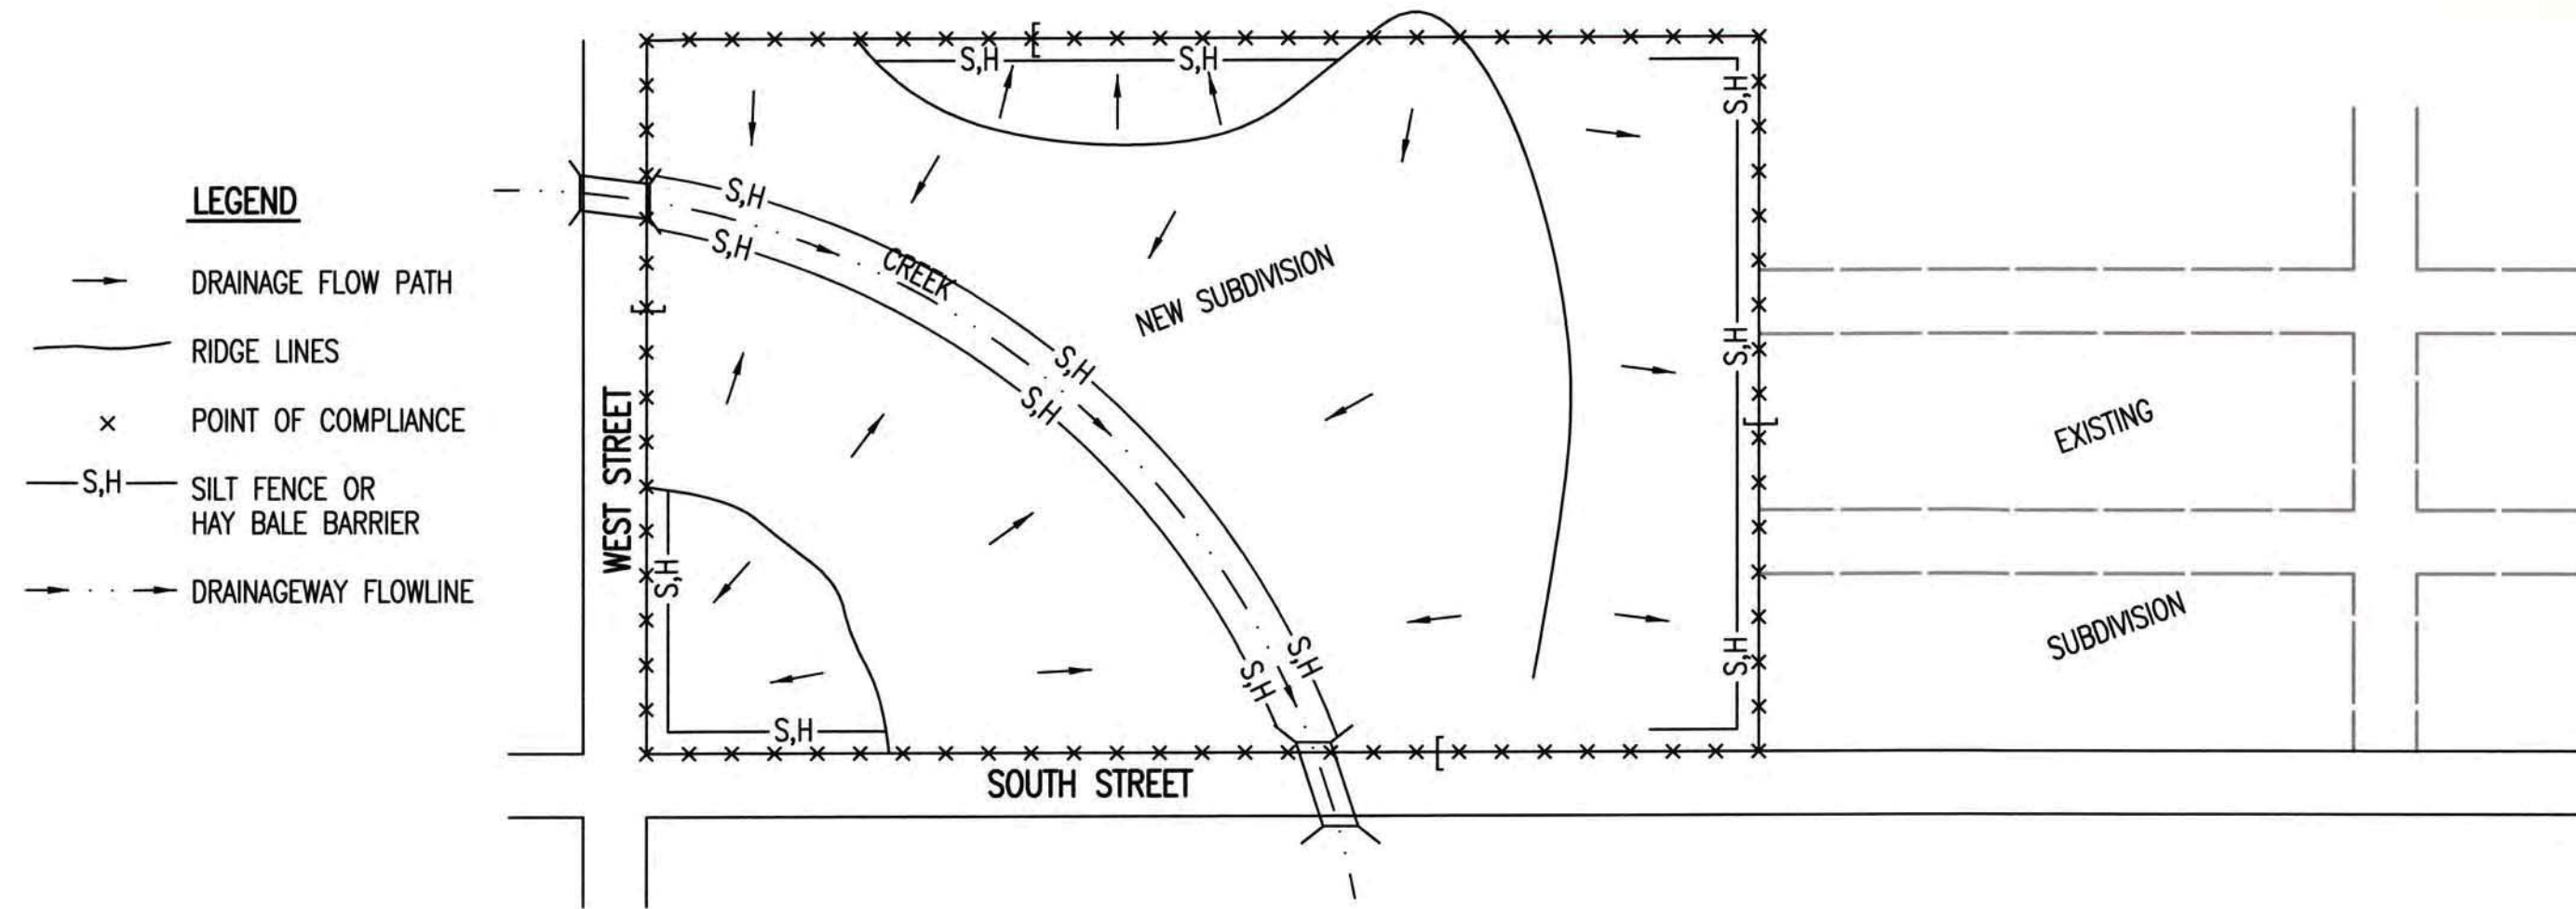 LEGEND
DRAINAGE FLOW PATH
RIDGE LINES
POINT OF COMPLIANCE
S,H
SILT FENCE OR
HAY BALE BARRIER
DRAINAGEWAY FLOWLINE
S,H
S,H
S,H
S,H
S,H
CREEK
NEW SUBDIVISION
S,H
S,H
S,H
WEST STREET
EXISTING
S,H
S,H
S,H
S,H
S,H
SUBDIVISION
S,H
SOUTH STREET